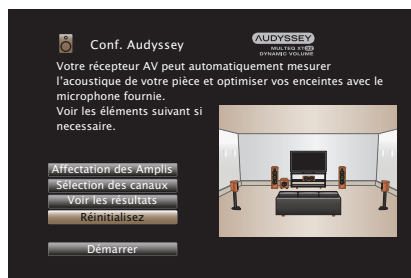 Conf. Audyssey
AUDYSSEY
MULTEQ XT32
DYNAMIC VOLUME
Votre récepteur AV peut automatiquement mesurer
l'acoustique de votre pièce et optimiser vos enceintes avec le
microphone fournie.
Voir les éléments suivant si
necessaire.
Affectation des Amplis
Sélection des canaux
Voir les résultats
Réinitialisez
Démarrer